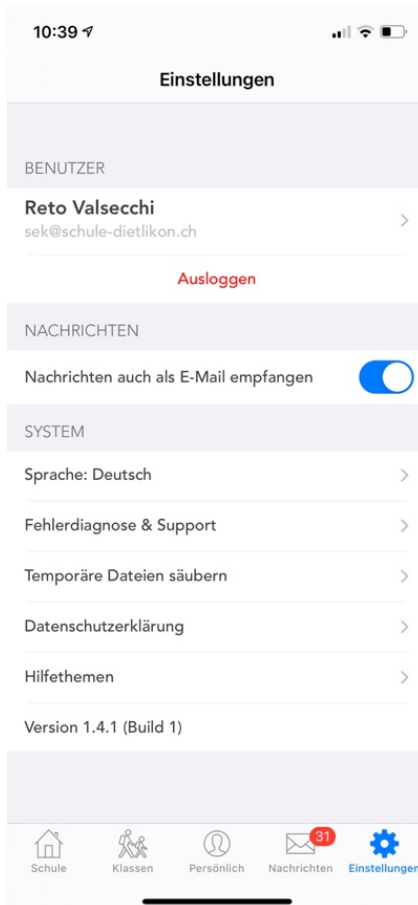 10:39
Einstellungen
BENUTZER
Reto Valsecchi
sek@schule-dietlikon.ch
Ausloggen
NACHRICHTEN
Nachrichten auch als E-Mail empfangen
SYSTEM
Sprache: Deutsch
Fehlerdiagnose & Support
Temporäre Dateien säubern
Datenschutzerklärung
Hilfethemen
Version 1.4.1 (Build 1)
31
Schule Klassen Persönlich Nachrichten Einstellungen